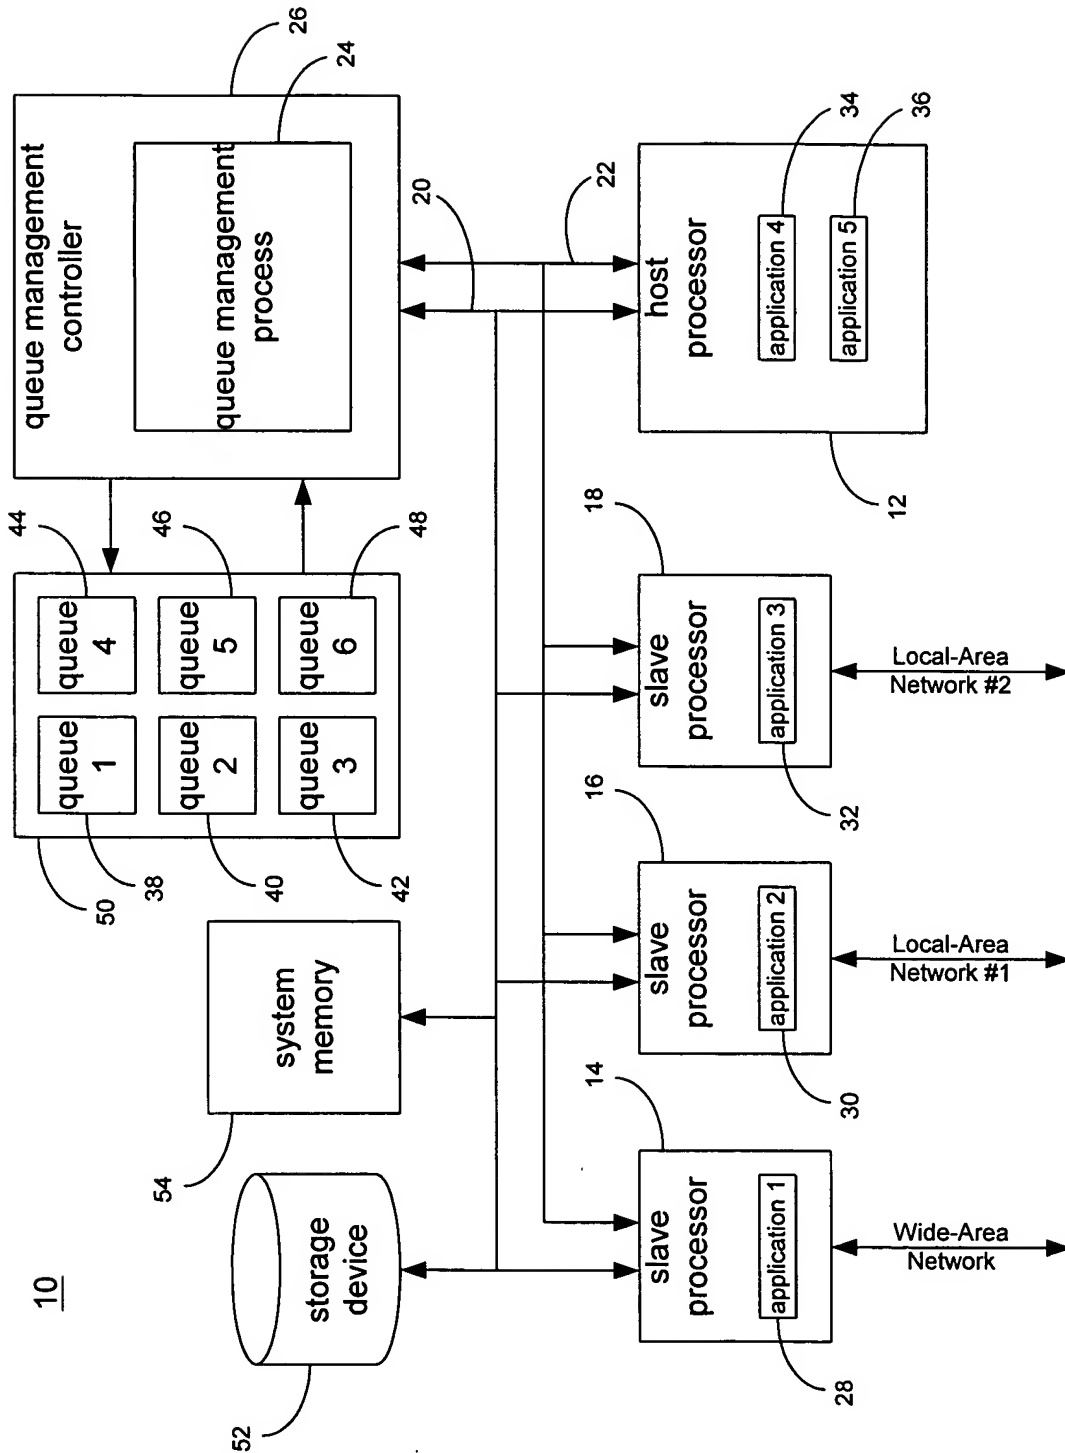 10
storage
device
52
system
memory
54
queue
1
queue
4
queue
2
queue
5
queue
3
queue
6
50
38
40
42
44
46
48
queue management
controller
queue management
process
26
24
20
22
slave
processor
application 1
14
28
Wide-Area
Network
slave
processor
application 2
16
30
Local-Area
Network #1
slave
processor
application 3
18
32
Local-Area
Network #2
host
processor
application 4
application 5
34
36
12